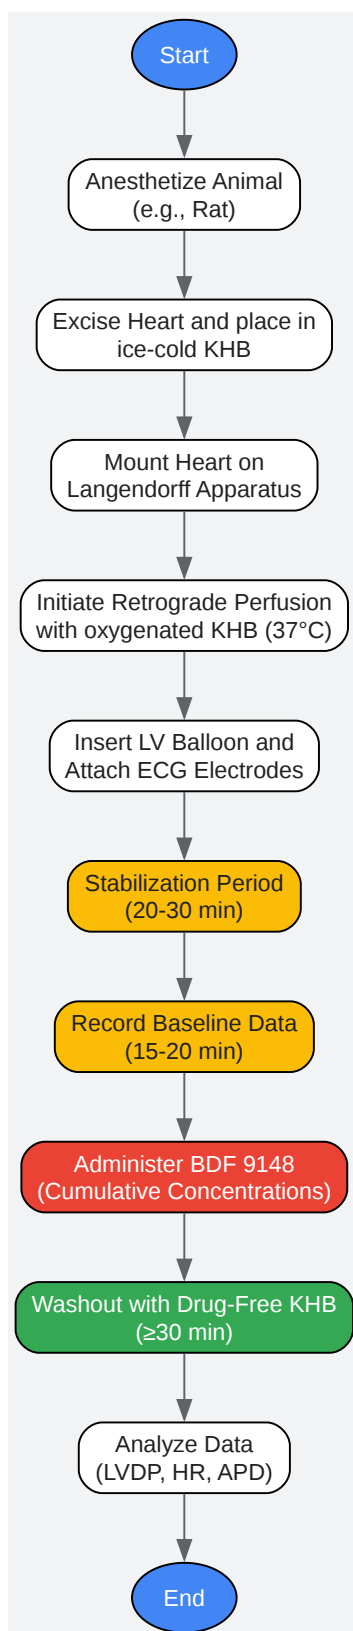 Start
Anesthetize Animal
(e.g., Rat)
Excise Heart and place in
ice-cold KHB
Mount Heart on
Langendorff Apparatus
Initiate Retrograde Perfusion
with oxygenated KHB (37°C)
Insert LV Balloon and
Attach ECG Electrodes
Stabilization Period
(20-30 min)
Record Baseline Data
(15-20 min)
Administer BDF 9148
(Cumulative Concentrations)
Washout with Drug-Free KHB
(≥30 min)
Analyze Data
(LVDP, HR, APD)
End